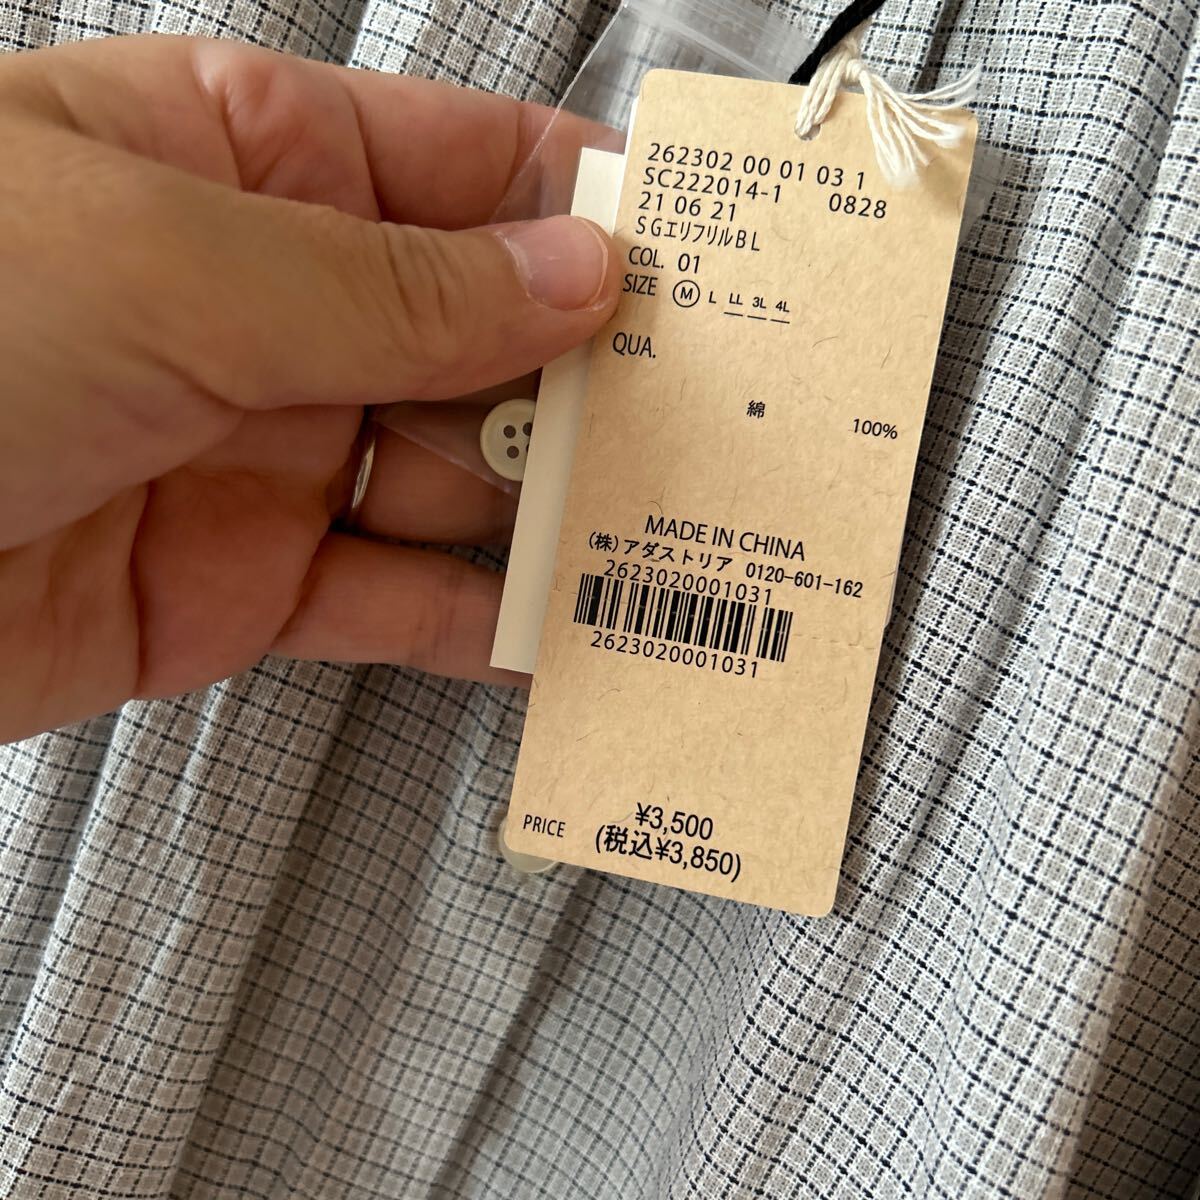 262302 00 01 03 1
SC222014-1 0828
21 06 21
SGエリフリルBL
COL. 01
SIZE M L LL 3L 4L
QUA.
綿 100%
MADE IN CHINA
(株)アダストリア 0120-601-162
2623020001031
2623020001031
PRICE ¥3,500
(税込¥3,850)